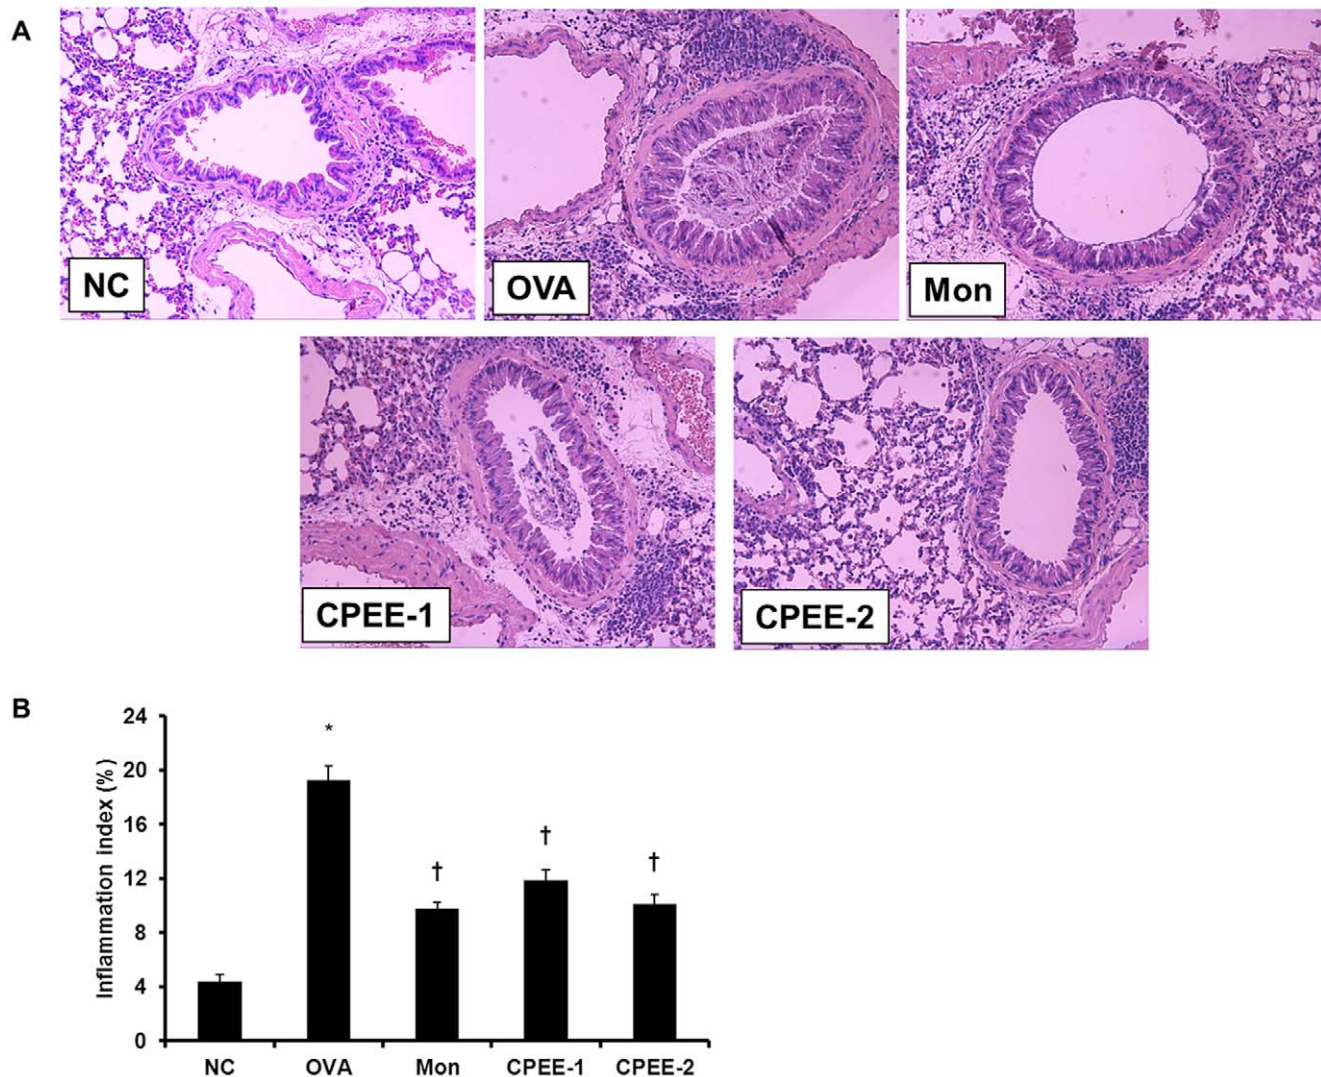 A
NC
OVA
Mon
CPEE-1
CPEE-2
B
Inflammation index (%)
24
20
16
12
8
4
0
*
†
†
†
NC OVA Mon CPEE-1 CPEE-2